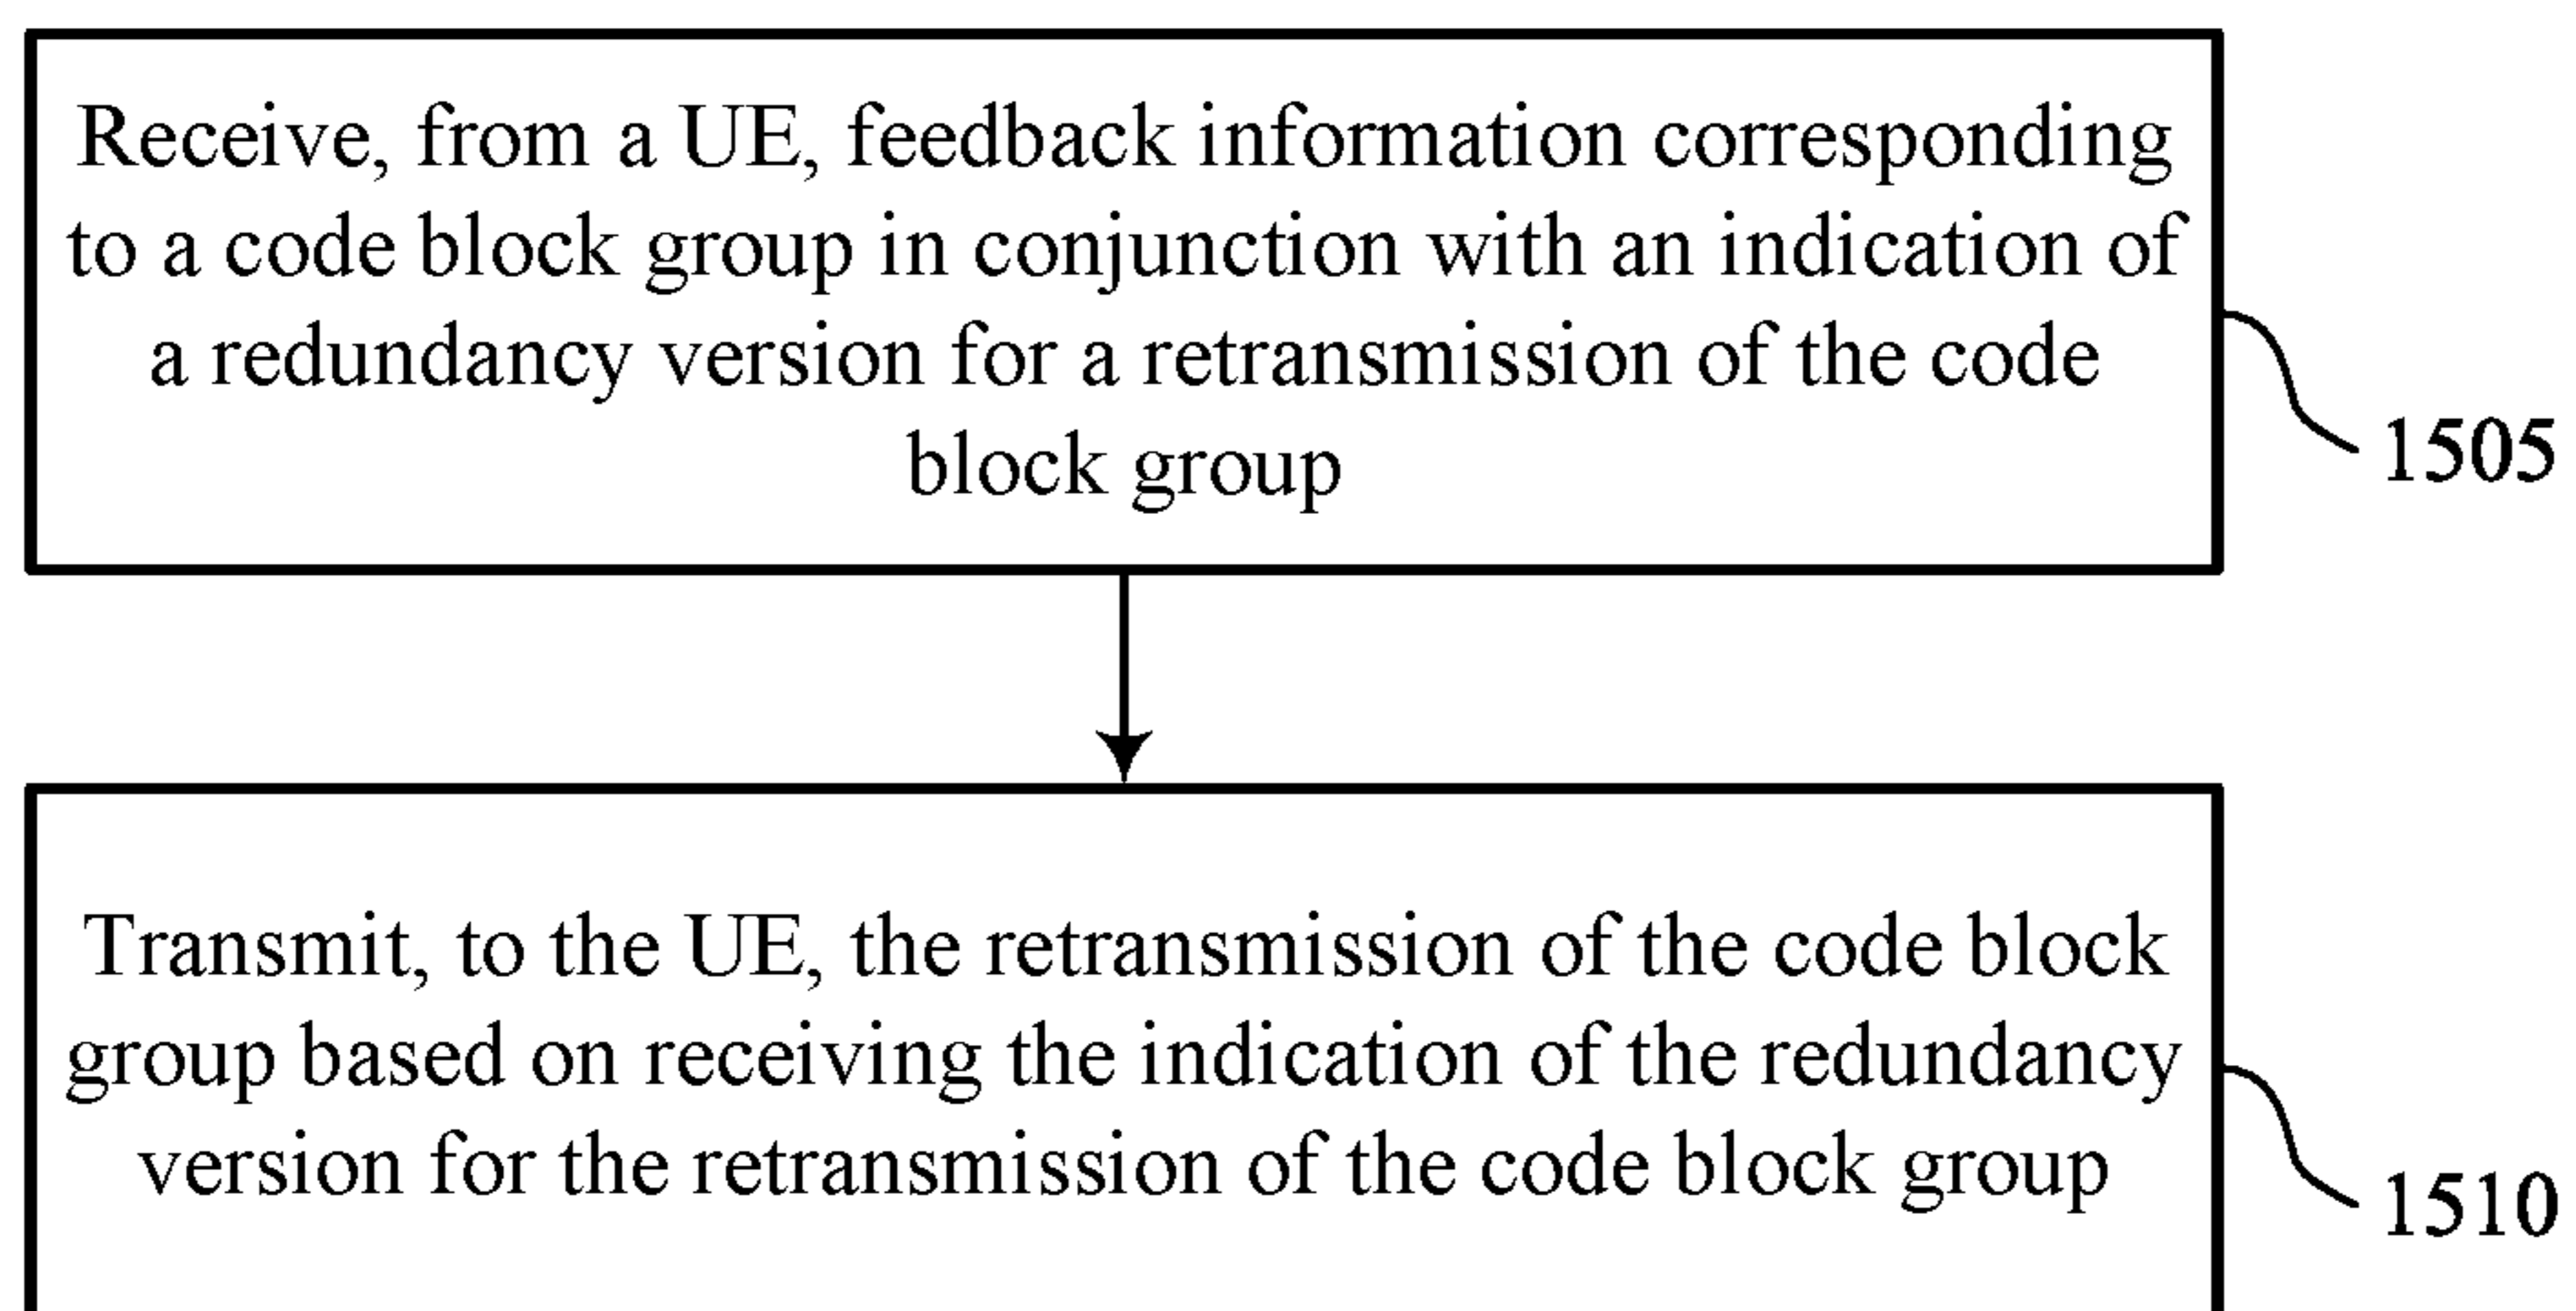 Receive, from a UE, feedback information corresponding
to a code block group in conjunction with an indication of
a redundancy version for a retransmission of the code
block group
1505
Transmit, to the UE, the retransmission of the code block
group based on receiving the indication of the redundancy
version for the retransmission of the code block group
1510